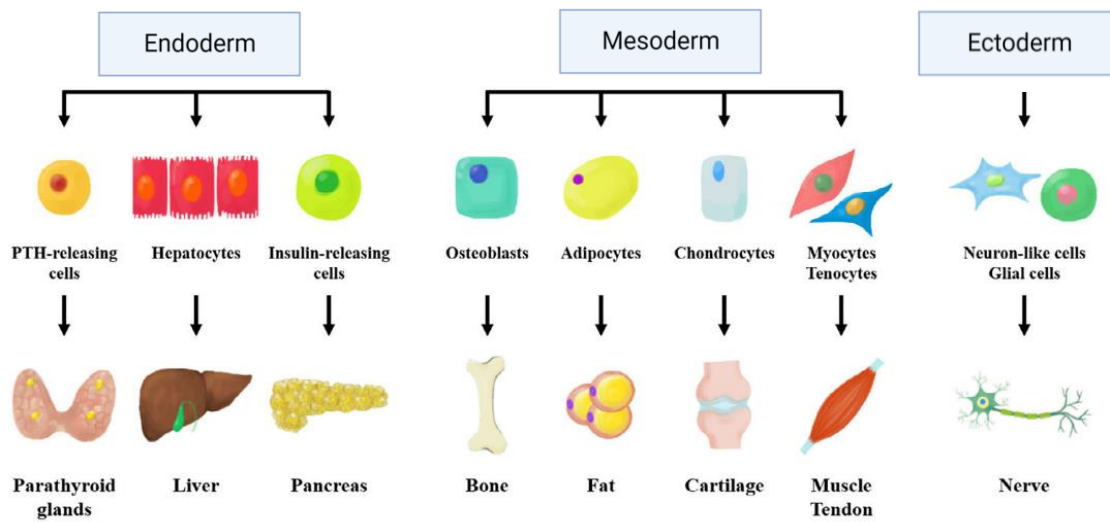 Endoderm
Mesoderm
Ectoderm
PTH-releasing
cells
Hepatocytes
Insulin-releasing
cells
Osteoblasts
Adipocytes
Chondrocytes
Myocytes
Tenocytes
Neuron-like cells
Glial cells
Parathyroid
glands
Liver
Pancreas
Bone
Fat
Cartilage
Muscle
Tendon
Nerve